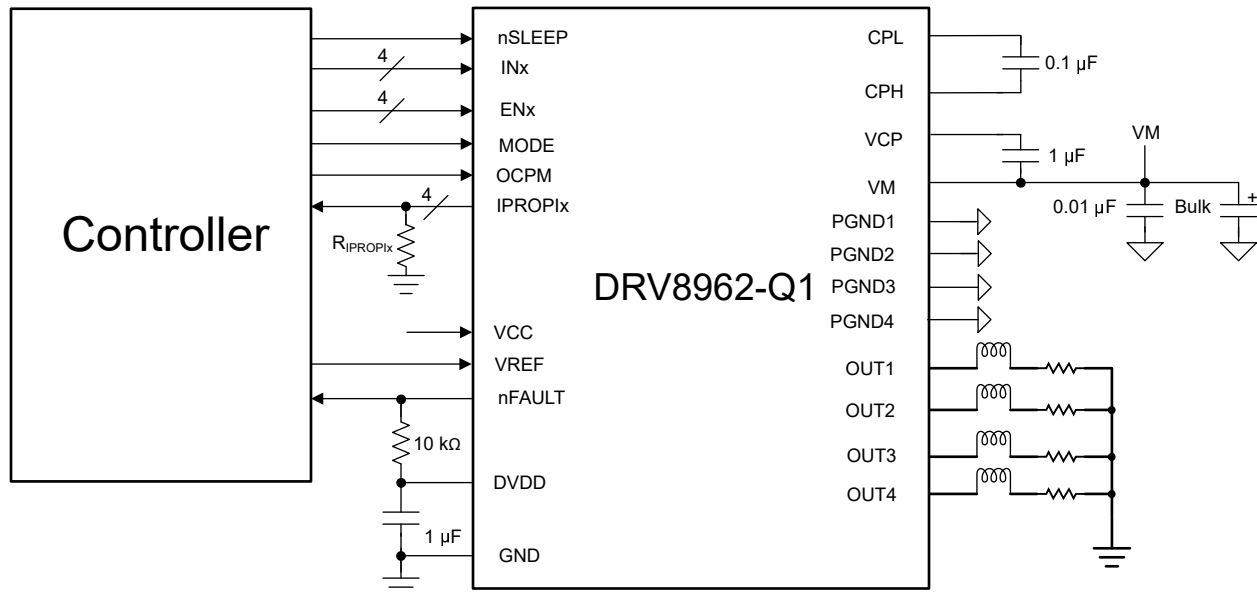 Controller
nSLEEP
4
INx
4
ENx
MODE
OCPM
4
IPROPIx
RIPROPIx
VCC
VREF
nFAULT
10 kΩ
DVDD
1 µF
GND
DRV8962-Q1
CPL
0.1 µF
CPH
VCP
1 µF
VM
VM
0.01 µF
Bulk
+
PGND1
PGND2
PGND3
PGND4
OUT1
OUT2
OUT3
OUT4